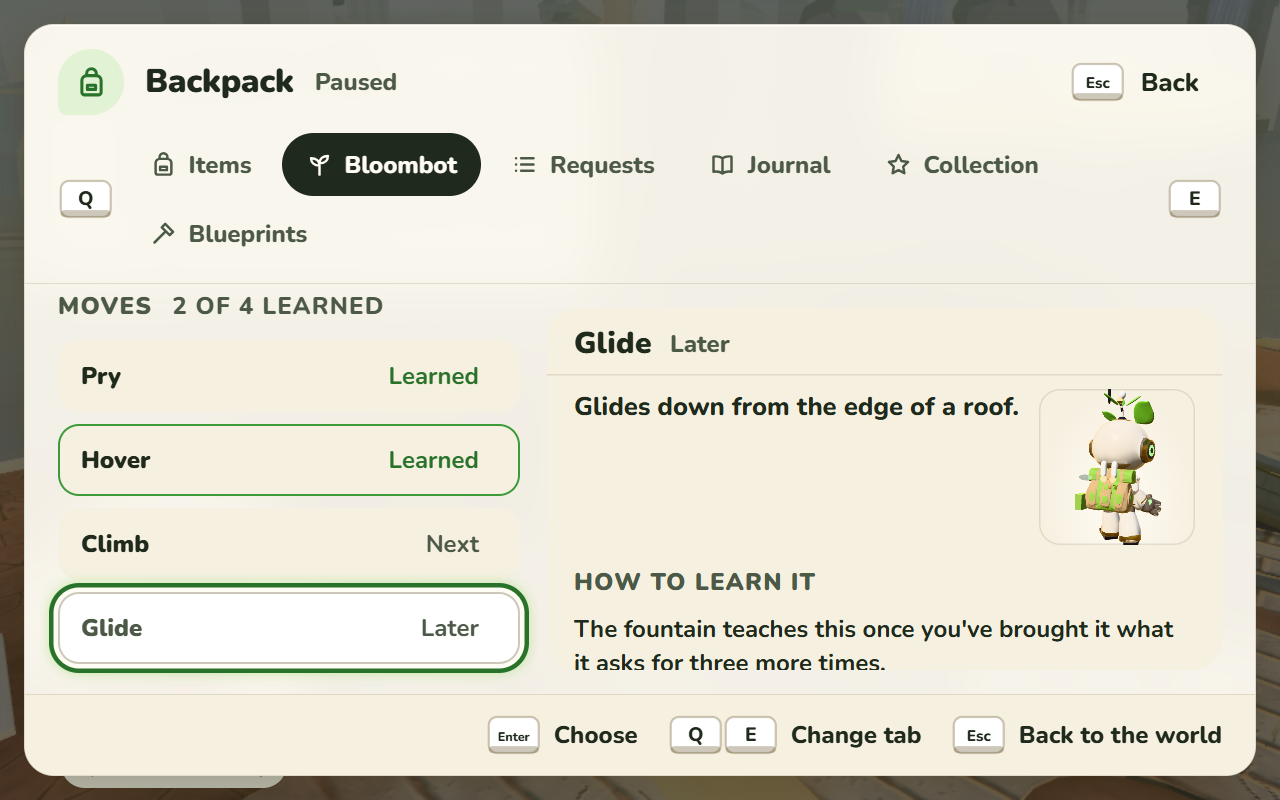 Backpack Paused
Esc Back
Items Bloombot Requests Journal Collection
Q
E
Blueprints
MOVES 2 OF 4 LEARNED
Pry Learned
Hover Learned
Climb Next
Glide Later
Glide Later
Glides down from the edge of a roof.
HOW TO LEARN IT
The fountain teaches this once you've brought it what
it asks for three more times.
Enter Choose Q E Change tab Esc Back to the world